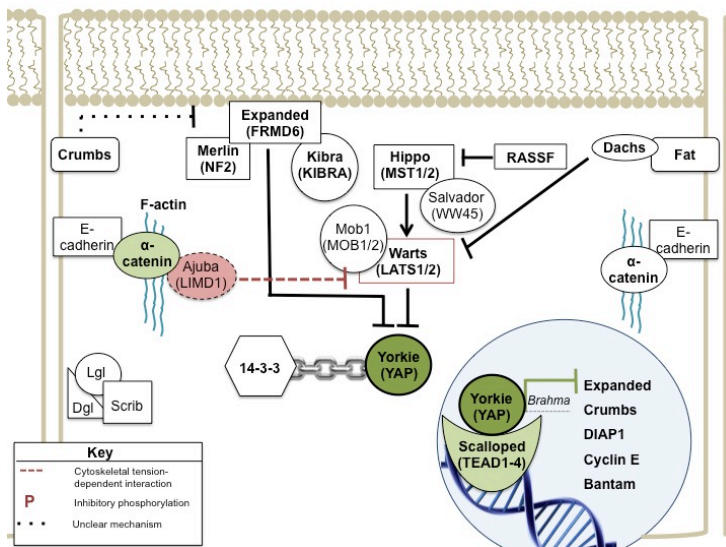 Expanded
(FRMD6)
Crumbs
Merlin
(NF2)
Kibra
(KIBRA)
Hippo
(MST1/2)
RASSF
Dachs
Fat
Salvador
(WW45)
F-actin
E-
cadherin
α-
catenin
Ajuba
(LIMD1)
Mob1
(MOB1/2)
Warts
(LATS1/2)
E-
cadherin
α-
catenin
14-3-3
Yorkie
(YAP)
Lgl
Dgl
Scrib
Yorkie
(YAP)
Brahma
Scalloped
(TEAD1-4)
Expanded
Crumbs
DIAP1
Cyclin E
Bantam
Key
Cytoskeletal tension-
dependent interaction
P
Inhibitory phosphorylation
Unclear mechanism